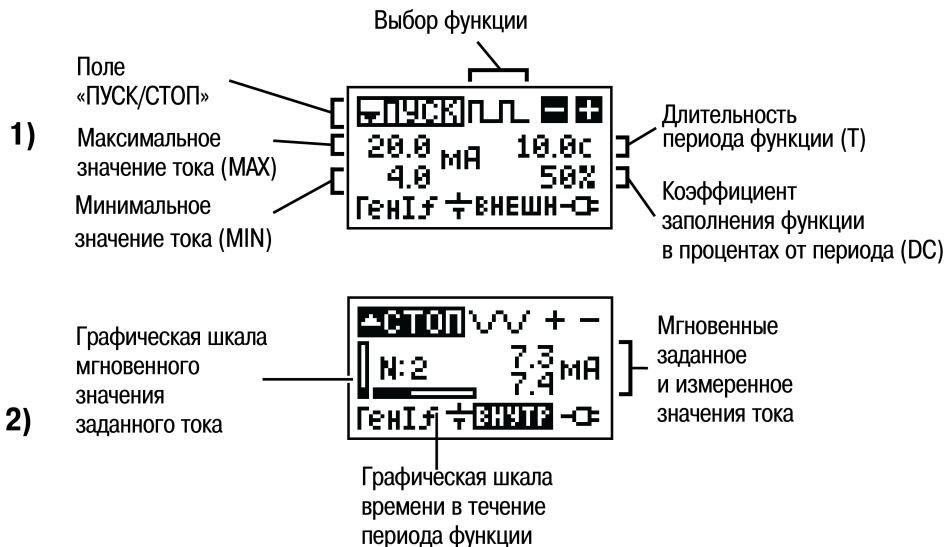 Выбор функции
Поле
«ПУСК/СТОП»
1)
Максимальное
значение тока (MAX)
Минимальное
значение тока (MIN)
ПУСК
20.0 мА 10.0с
4.0 50%
ГенIf ВНЕШН
Длительность
периода функции (T)
Коэффициент
заполнения функции
в процентах от периода (DC)
2)
Графическая шкала
мгновенного
значения
заданного тока
СТОП + −
N:2 7.3 мА
7.4
ГенIf ВНУТР
Мгновенные
заданное
и измеренное
значения тока
Графическая шкала
времени в течение
периода функции